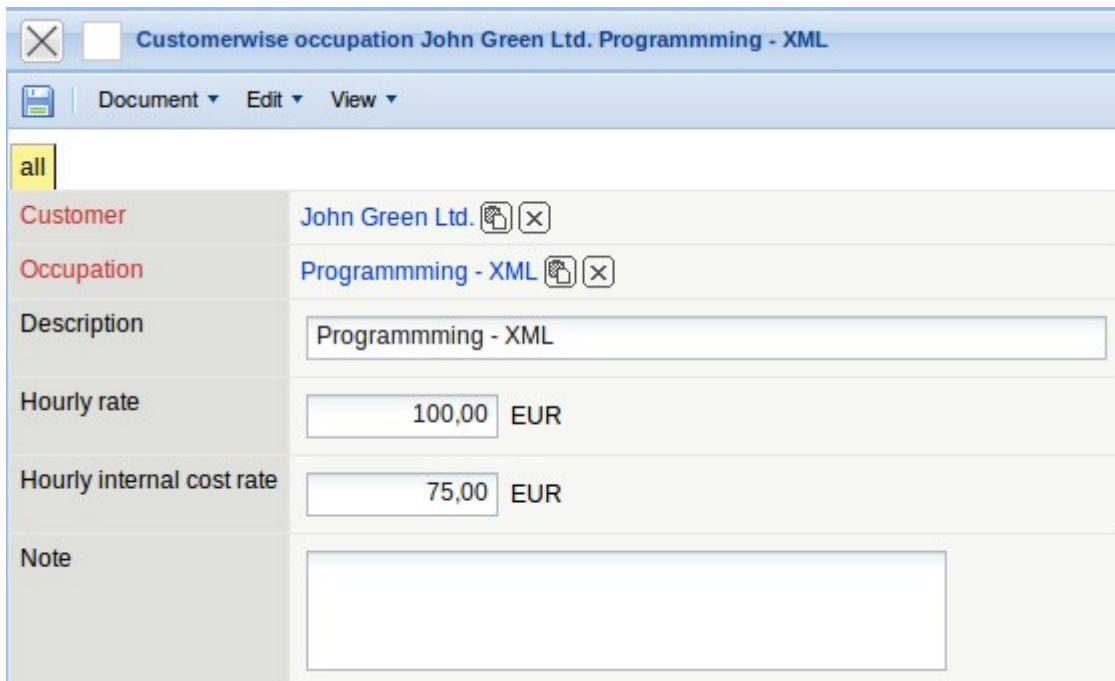 Customerwise occupation John Green Ltd. Programmming - XML
Document Edit View
all
Customer John Green Ltd.
Occupation Programmming - XML
Description Programmming - XML
Hourly rate 100,00 EUR
Hourly internal cost rate 75,00 EUR
Note